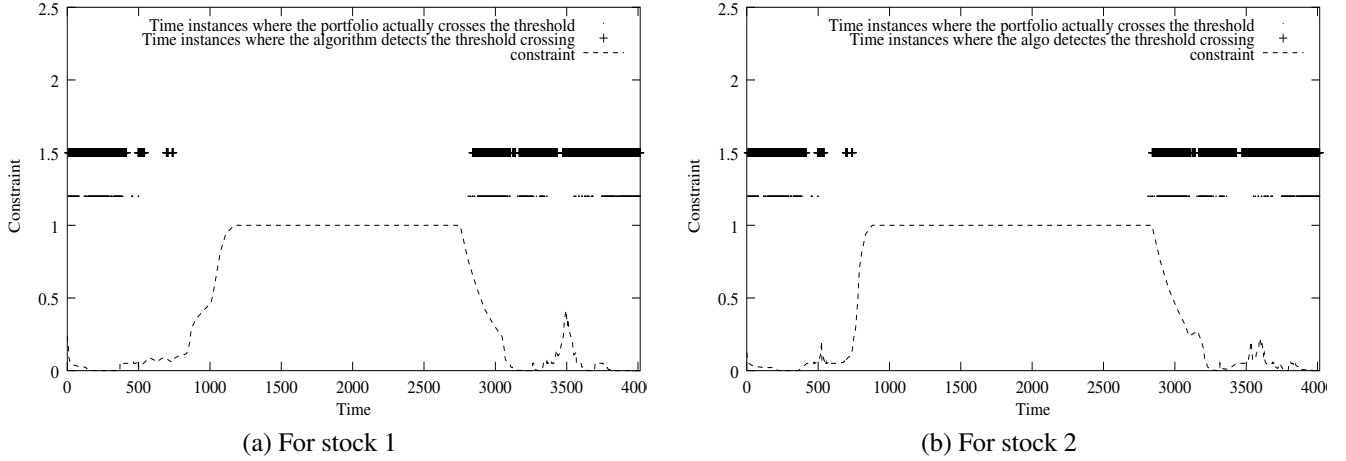 2.5
Time instances where the portfolio actually crosses the threshold
Time instances where the algorithm detects the threshold crossing
constraint
2
1.5
Constraint
1
0.5
0
0 500 1000 1500 2000 2500 3000 3500 400
Time
(a) For stock 1
2.5
Time instances where the portfolio actually crosses the threshold
Time instances where the algo detectes the threshold crossing
constraint
2
1.5
Constraint
1
0.5
0
0 500 1000 1500 2000 2500 3000 3500 400
Time
(b) For stock 2